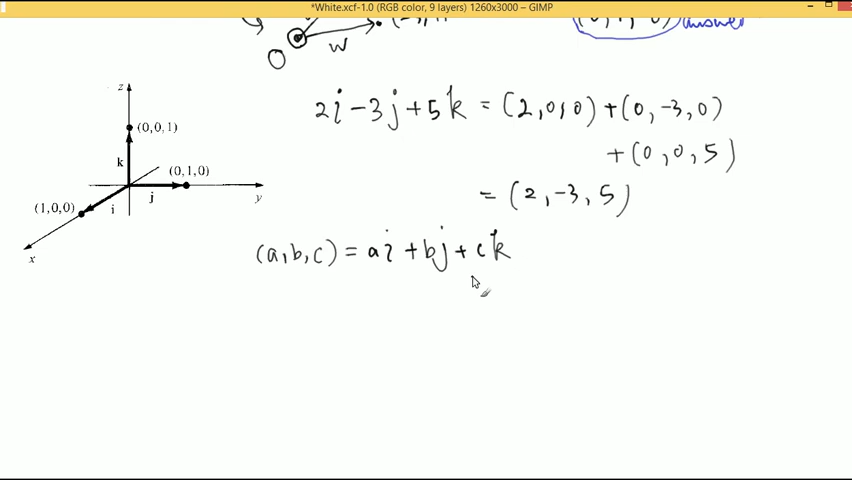 *White.xcf-1.0 (RGB color, 9 layers) 1260x3000 – GIMP
answer
O w
z
(0,0,1)
k
(0,1,0)
(1,0,0)
i
j
y
x
2i - 3j + 5k = (2,0,0) + (0,-3,0)
+ (0,0,5)
= (2,-3,5)
(a,b,c) = ai + bj + ck